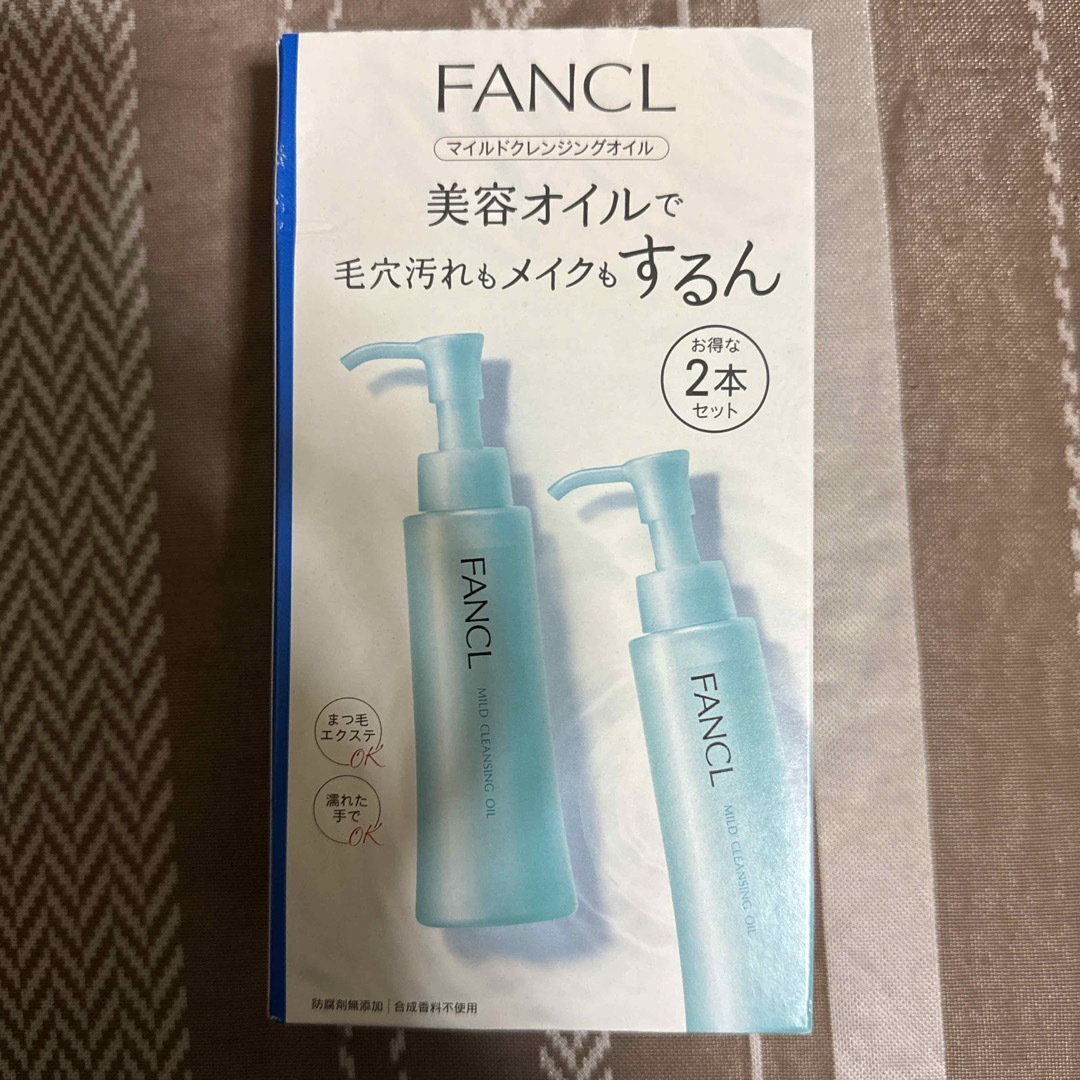 FANCL
マイルドクレンジングオイル
美容オイルで
毛穴汚れもメイクもするん
お得な
2本
セット
FANCL
MILD CLEANSING OIL
FANCL
MILD CLEANSING OIL
まつ毛
エクステ
OK
濡れた
手で
OK
防腐剤無添加|合成香料不使用